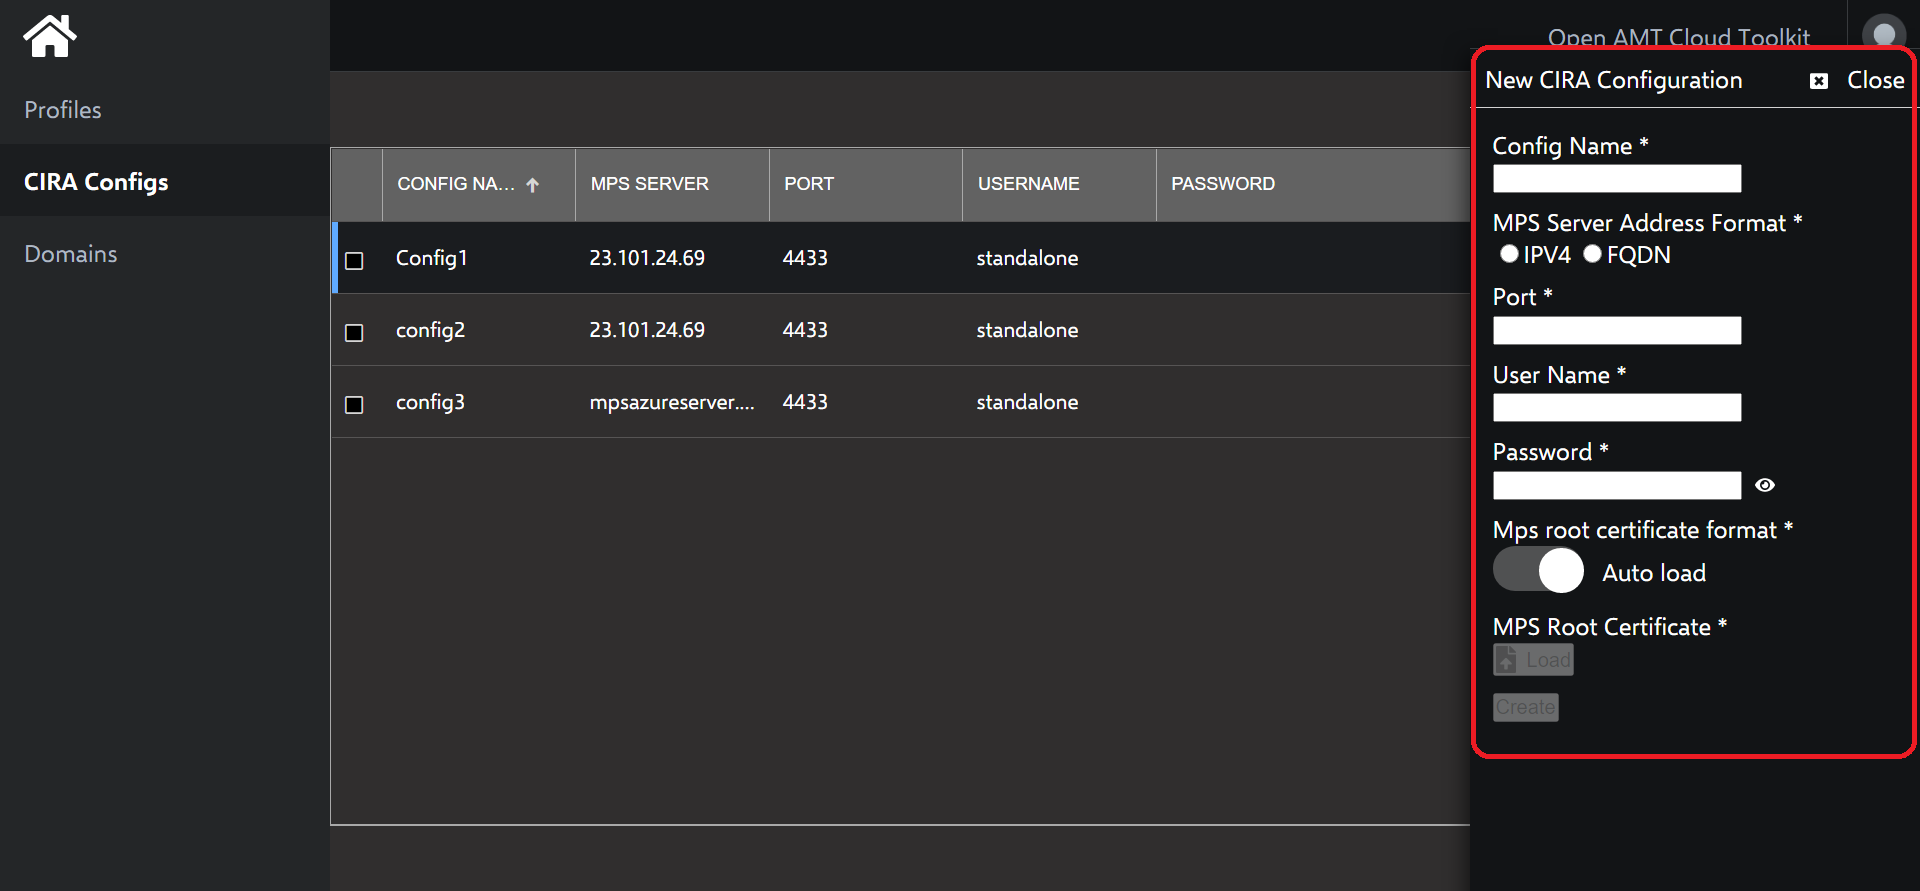 Open AMT Cloud Toolkit
Profiles
CIRA Configs
Domains
CONFIG NA... MPS SERVER PORT USERNAME PASSWORD
Config1 23.101.24.69 4433 standalone
config2 23.101.24.69 4433 standalone
config3 mpsazureserver.... 4433 standalone
New CIRA Configuration Close
Config Name *
MPS Server Address Format *
IPV4 FQDN
Port *
User Name *
Password *
Mps root certificate format *
Auto load
MPS Root Certificate *
Load
Create